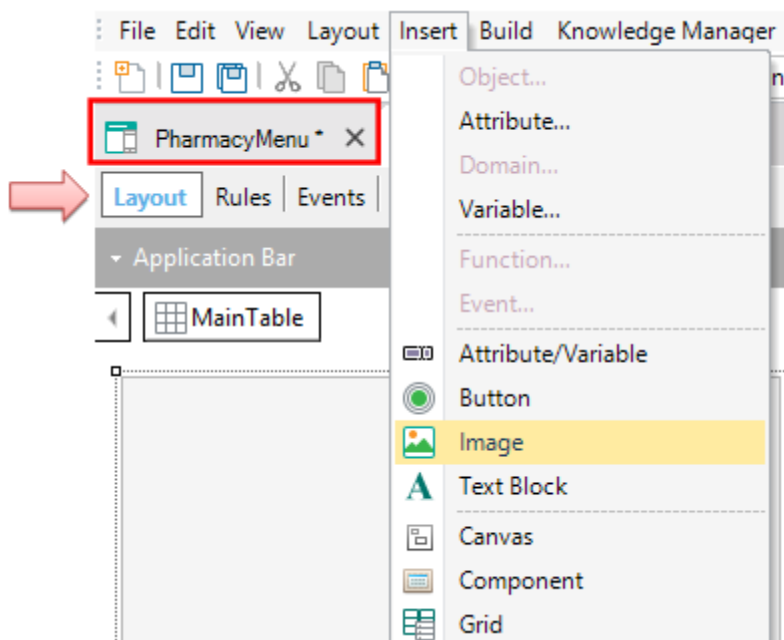 File Edit View Layout Insert Build Knowledge Manager
Object...
Attribute...
PharmacyMenu *
Domain...
Layout Rules Events
Variable...
Application Bar
Function...
Event...
MainTable
Attribute/Variable
Button
Image
Text Block
Canvas
Component
Grid